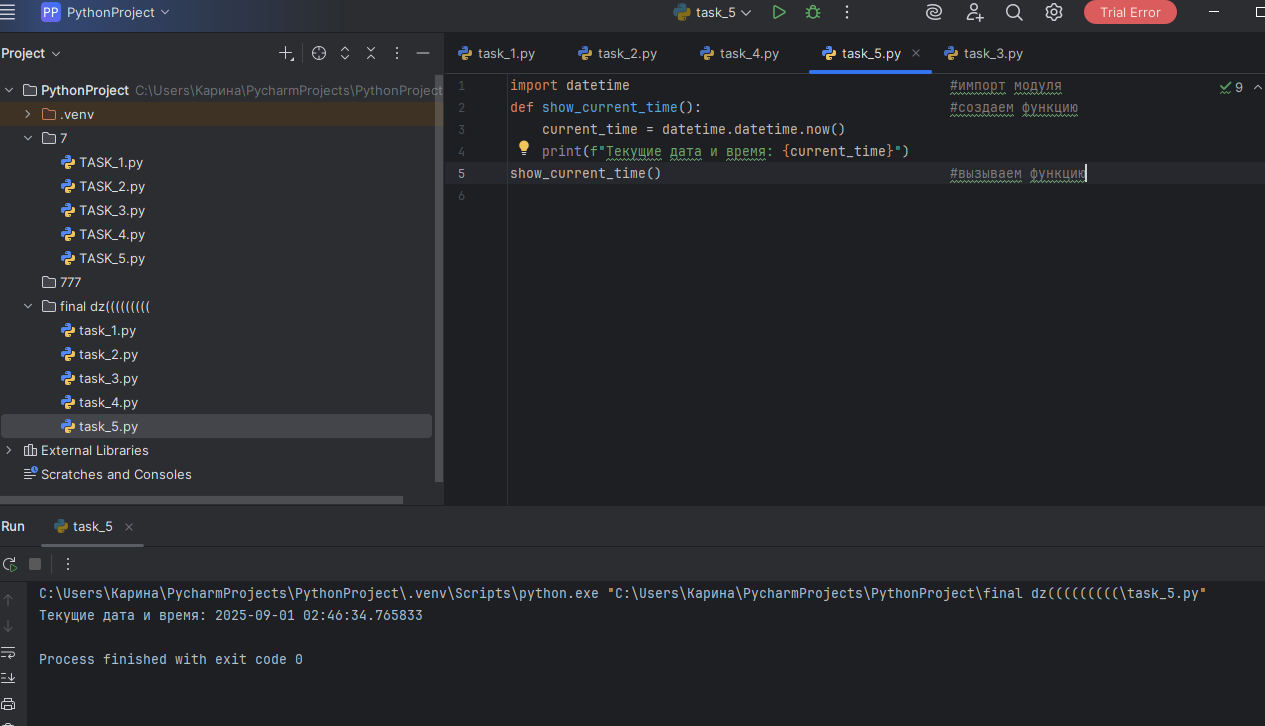 PP PythonProject
task_5
Trial Error
Project
task_1.py
task_2.py
task_4.py
task_5.py
task_3.py
PythonProject C:\Users\Карина\PycharmProjects\PythonProject
.venv
7
TASK_1.py
TASK_2.py
TASK_3.py
TASK_4.py
TASK_5.py
777
final dz(((((((((
task_1.py
task_2.py
task_3.py
task_4.py
task_5.py
External Libraries
Scratches and Consoles
1 import datetime #импорт модуля
9
2 def show_current_time(): #создаем функцию
3 current_time = datetime.datetime.now()
4 print(f"Текущие дата и время: {current_time}")
5 show_current_time() #вызываем функцию
6
Run
task_5
C:\Users\Карина\PycharmProjects\PythonProject\.venv\Scripts\python.exe "C:\Users\Карина\PycharmProjects\PythonProject\final dz(((((((((\task_5.py"
Текущие дата и время: 2025-09-01 02:46:34.765833
Process finished with exit code 0